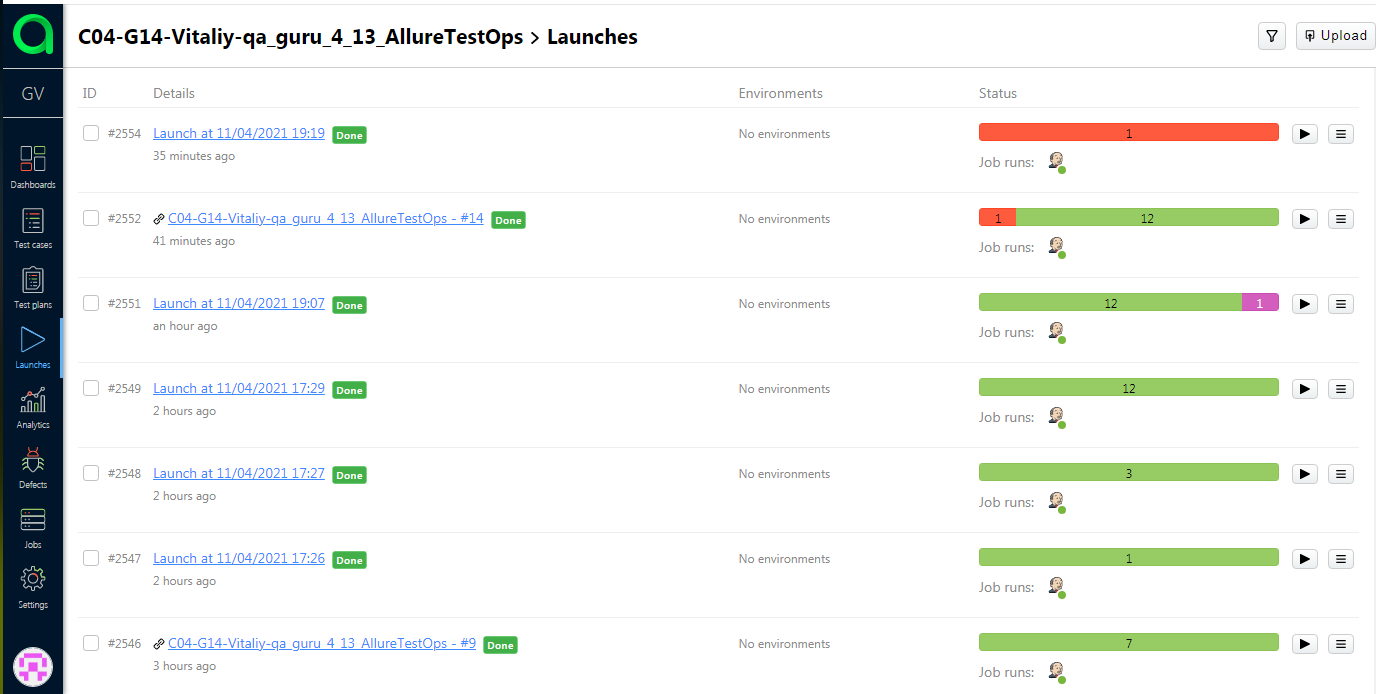 C04-G14-Vitaliy-qa_guru_4_13_AllureTestOps > Launches
Upload
GV
Dashboards
Test cases
Test plans
Launches
Analytics
Defects
Jobs
Settings
ID Details Environments Status
#2554 Launch at 11/04/2021 19:19 Done No environments 1
35 minutes ago Job runs:
#2552 C04-G14-Vitaliy-qa_guru_4_13_AllureTestOps - #14 Done No environments 1 12
41 minutes ago Job runs:
#2551 Launch at 11/04/2021 19:07 Done No environments 12 1
an hour ago Job runs:
#2549 Launch at 11/04/2021 17:29 Done No environments 12
2 hours ago Job runs:
#2548 Launch at 11/04/2021 17:27 Done No environments 3
2 hours ago Job runs:
#2547 Launch at 11/04/2021 17:26 Done No environments 1
2 hours ago Job runs:
#2546 C04-G14-Vitaliy-qa_guru_4_13_AllureTestOps - #9 Done No environments 7
3 hours ago Job runs: